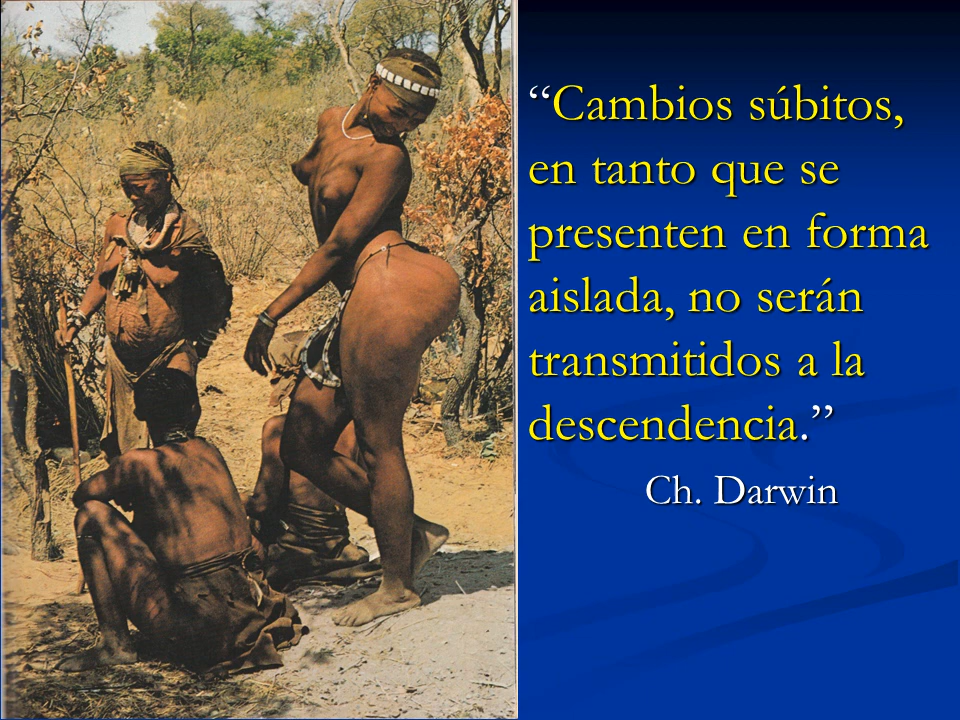 “Cambios súbitos,
en tanto que se
presenten en forma
aislada, no serán
transmitidos a la
descendencia.”
Ch. Darwin